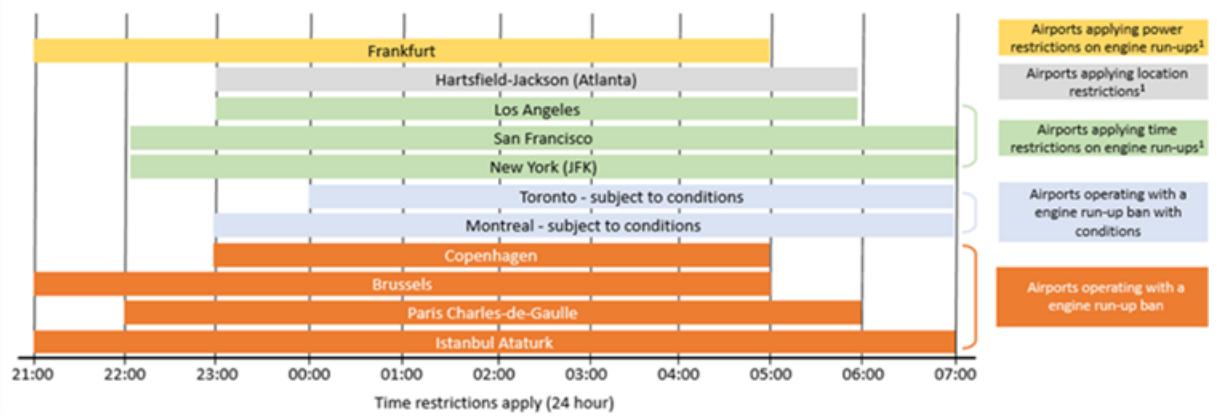 Frankfurt
Hartsfield-Jackson (Atlanta)
Los Angeles
San Francisco
New York (JFK)
Toronto - subject to conditions
Montreal - subject to conditions
Copenhagen
Brussels
Paris Charles-de-Gaulle
Istanbul Ataturk
21:00 22:00 23:00 00:00 01:00 02:00 03:00 04:00 05:00 06:00 07:00
Time restrictions apply (24 hour)
Airports applying power
restrictions on engine run-ups¹
Airports applying location
restrictions¹
Airports applying time
restrictions on engine run-ups¹
Airports operating with a
engine run-up ban with
conditions
Airports operating with a
engine run-up ban